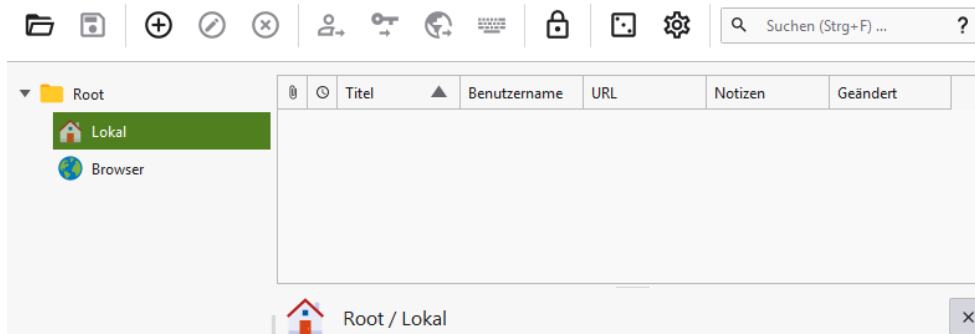 Suchen (Strg+F) ... ?
Root
Lokal
Browser
Titel Benutzername URL Notizen Geändert
Root / Lokal